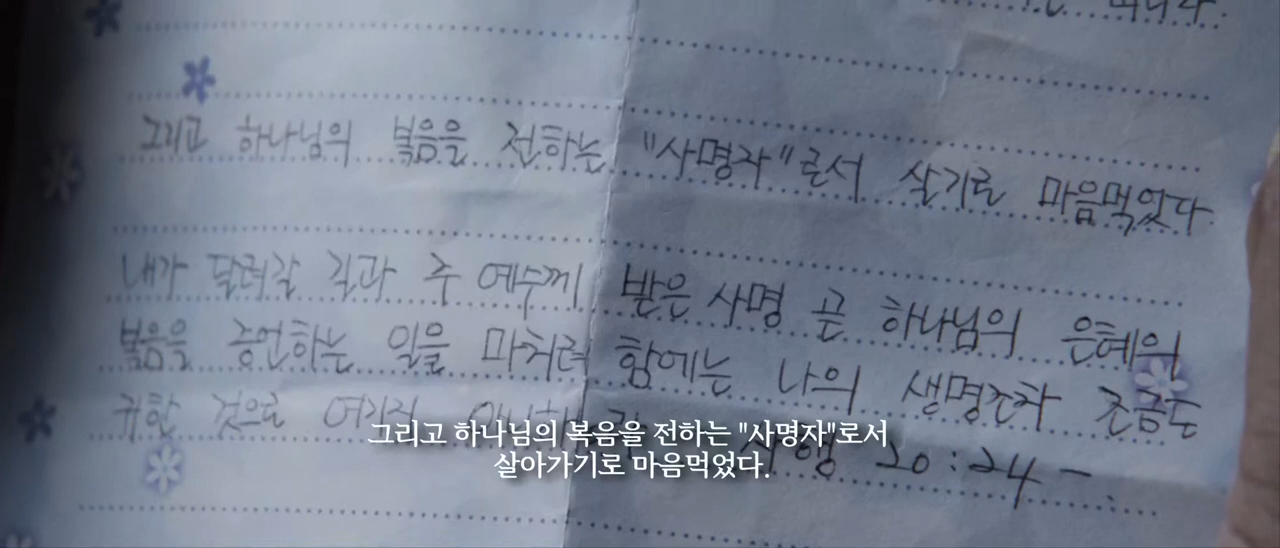 그리고 하나님의 복음을 전하는 "사명자"로서 살기로 마음먹었다.
내가 달려갈 길과 주 예수께 받은 사명 곧 하나님의 은혜의
복음을 증언하는 일을 마치려 함에는 나의 생명조차 조금도
귀한 것으로 여기지 20:24 -
그리고 하나님의 복음을 전하는 "사명자"로서
살아가기로 마음먹었다.